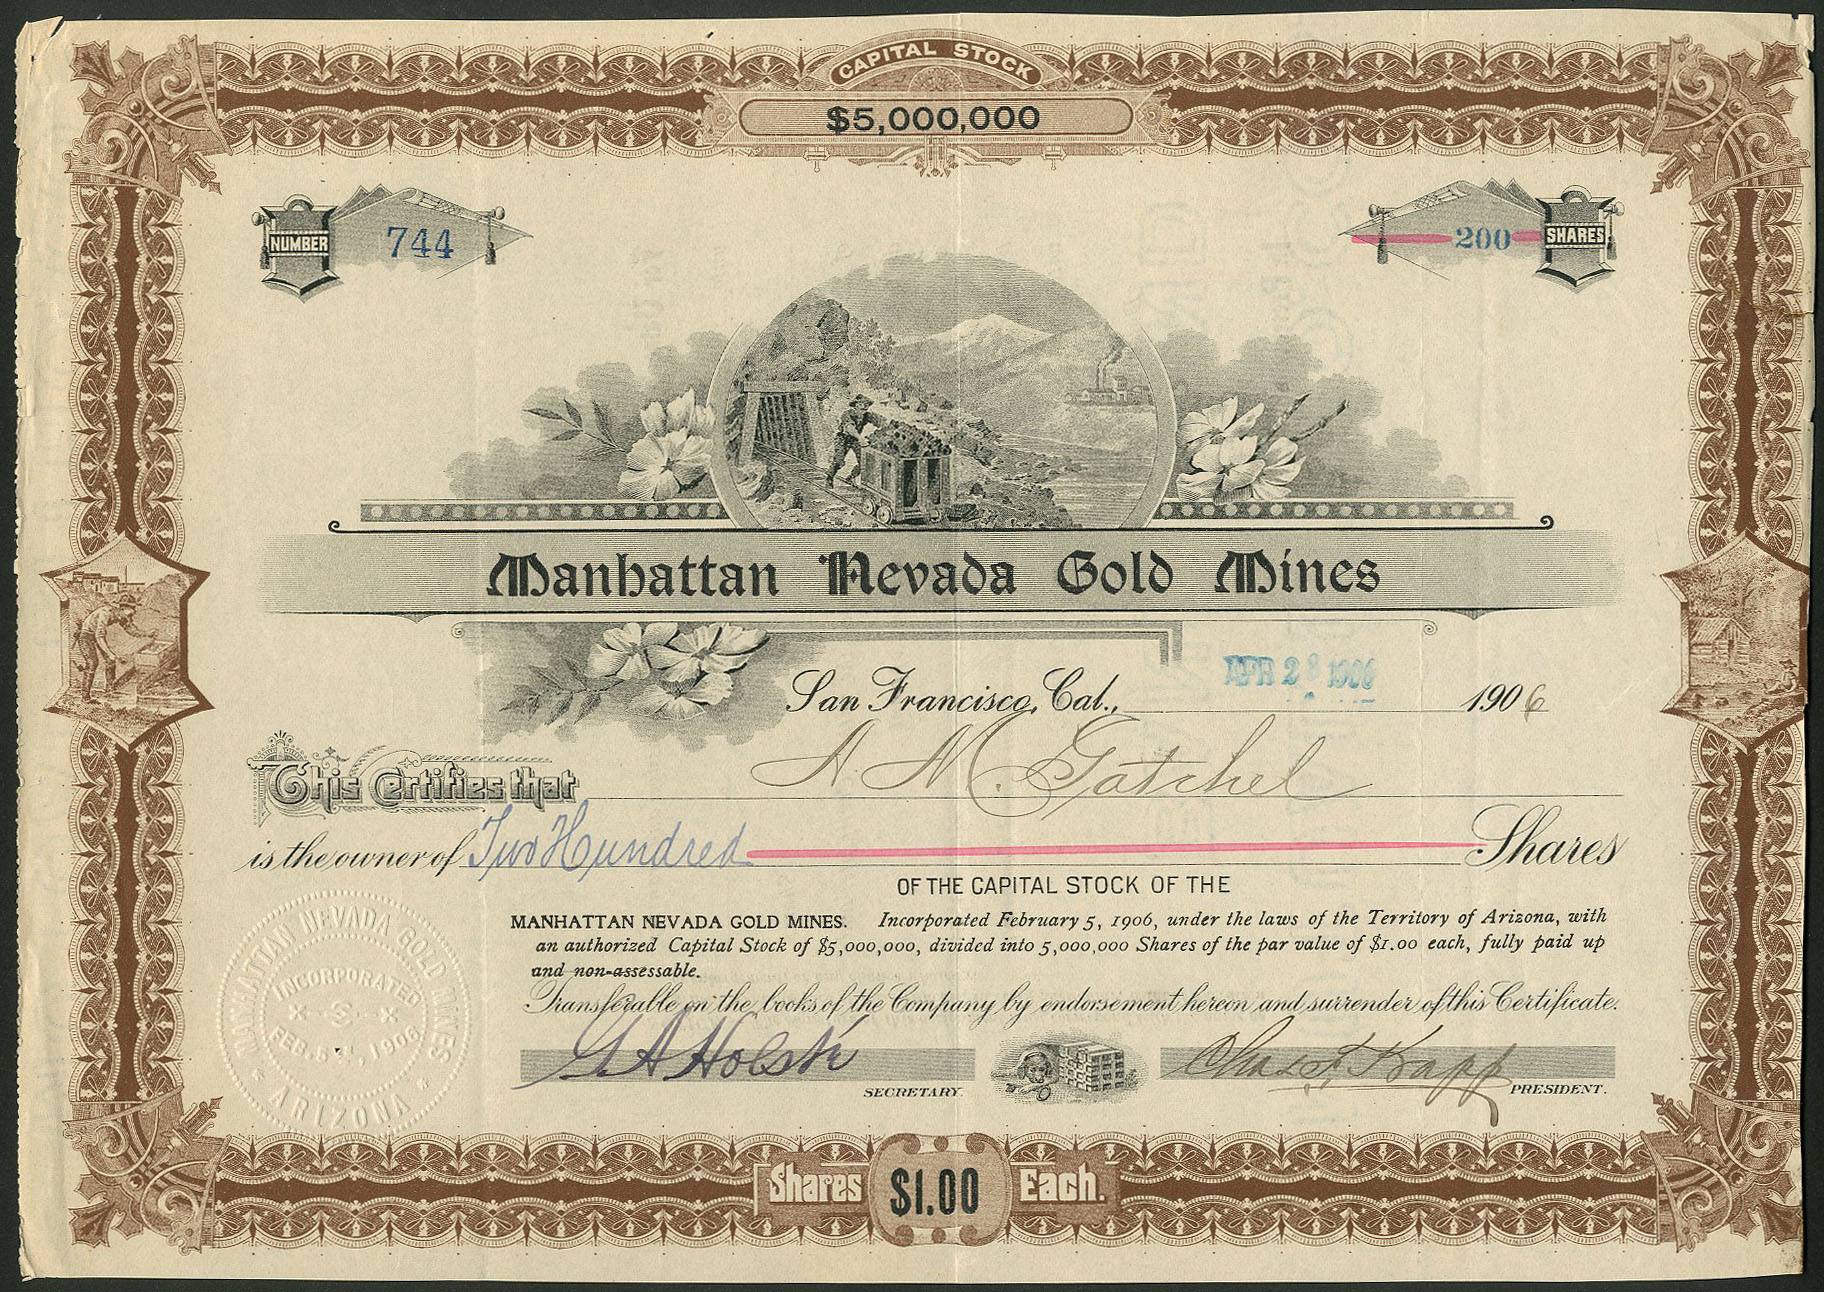 CAPITAL STOCK
$5,000,000
NUMBER 744
200 SHARES
Manhattan Nevada Gold Mines
San Francisco, Cal., APR 28 1906 1906
This Certifies that A. M. Gatchel
is the owner of Two Hundred Shares
OF THE CAPITAL STOCK OF THE
MANHATTAN NEVADA GOLD MINES. Incorporated February 5, 1906, under the laws of the Territory of Arizona, with
an authorized Capital Stock of $5,000,000, divided into 5,000,000 Shares of the par value of $1.00 each, fully paid up
and non-assessable.
Transferable on the books of the Company by endorsement hereon and surrender of this Certificate.
MANHATTAN NEVADA GOLD MINES
INCORPORATED
FEB. 5TH, 1906
ARIZONA
SECRETARY.
Chas F. Krapp
PRESIDENT.
Shares $1.00 Each.